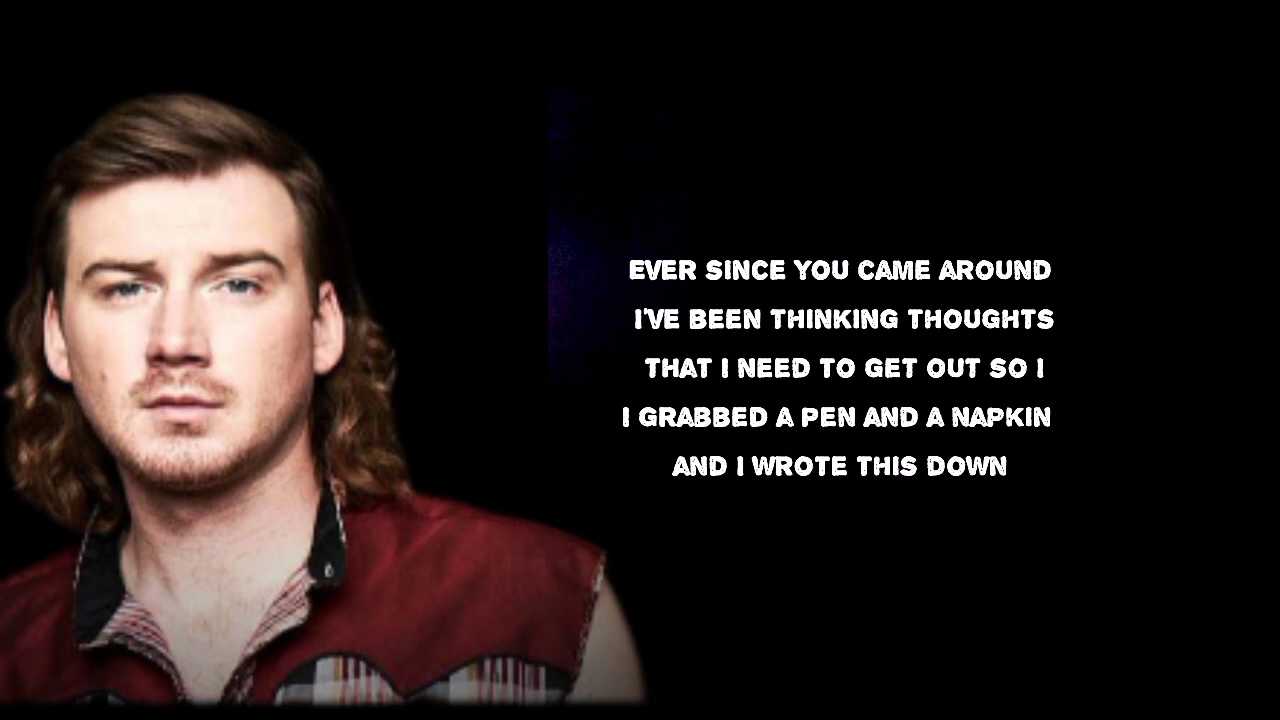 EVER SINCE YOU CAME AROUND
I'VE BEEN THINKING THOUGHTS
THAT I NEED TO GET OUT SO I
I GRABBED A PEN AND A NAPKIN
AND I WROTE THIS DOWN